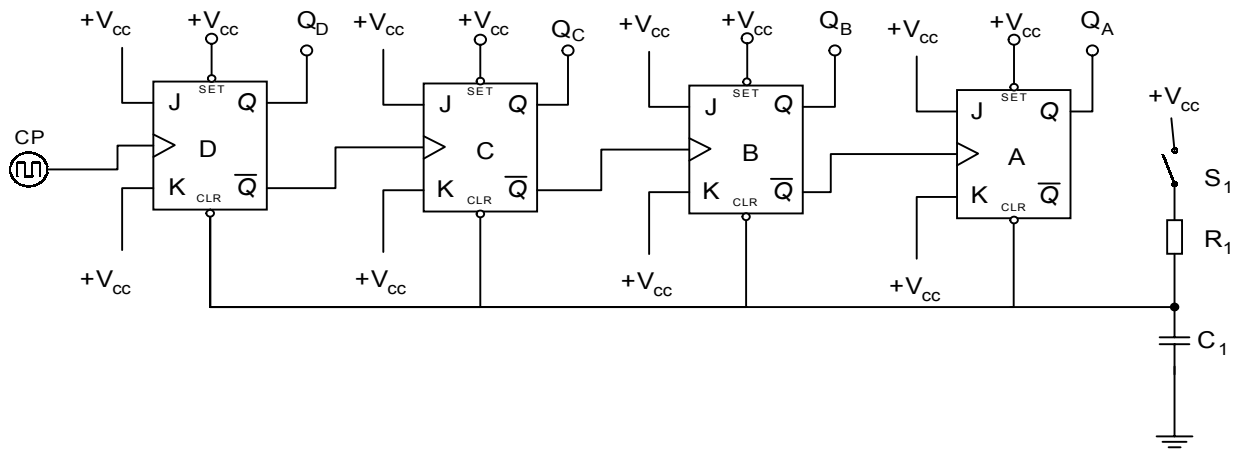 +Vcc +Vcc QD +Vcc +Vcc QC +Vcc +Vcc QB +Vcc +Vcc QA
SET SET SET SET
J Q J Q J Q J Q
+Vcc
CP
D C B A
K Q̅ K Q̅ K Q̅ K Q̅
S1
CLR CLR CLR CLR
R1
+Vcc +Vcc +Vcc +Vcc
C1